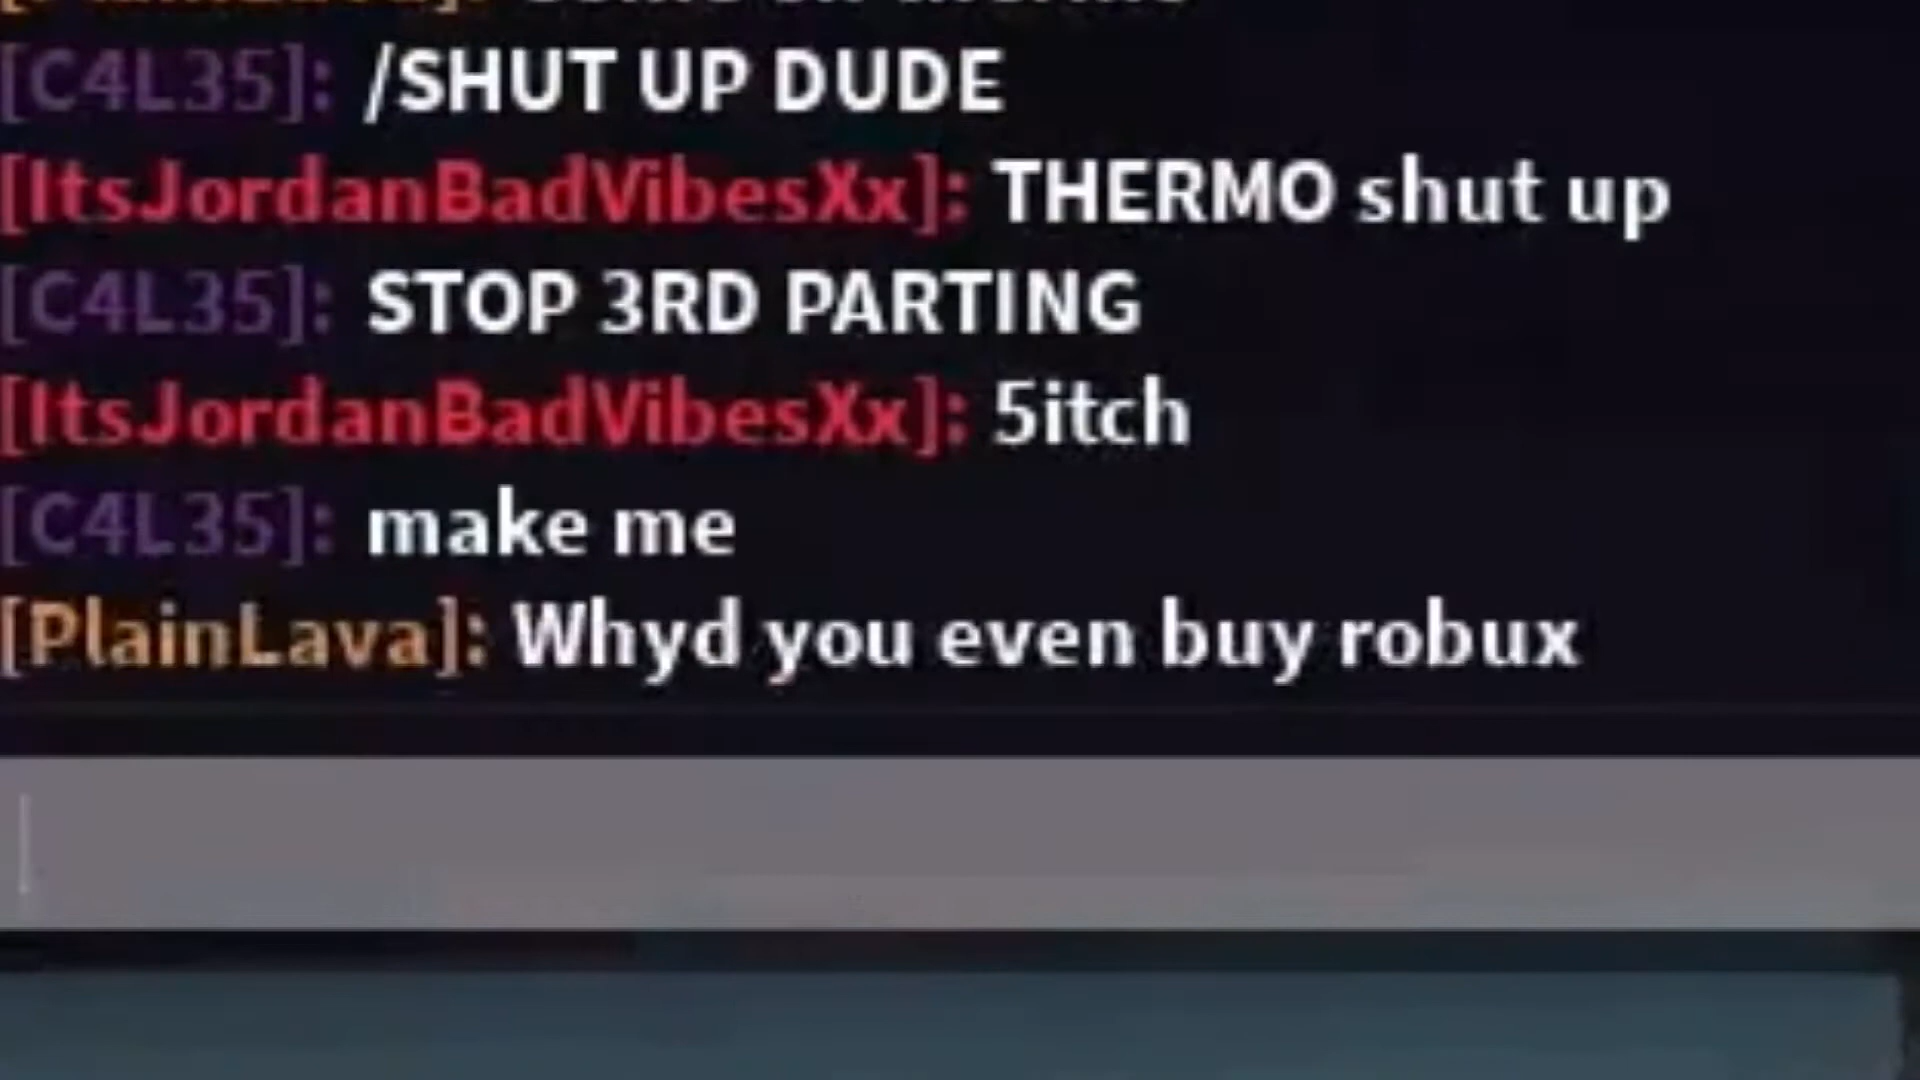 [C4L35]: /SHUT UP DUDE
[ItsJordanBadVibesXx]: THERMO shut up
[C4L35]: STOP 3RD PARTING
[ItsJordanBadVibesXx]: 5itch
[C4L35]: make me
[PlainLava]: Whyd you even buy robux